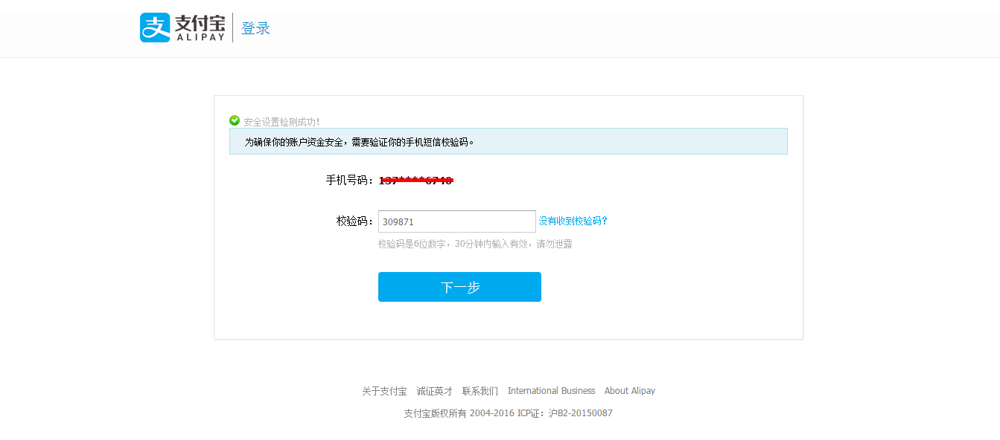 支 支付宝 登录
ALIPAY
安全设置检测成功!
为确保你的账户资金安全，需要验证你的手机短信校验码。
手机号码：
校验码： 309871 没有收到校验码?
校验码是6位数字，30分钟内输入有效，请勿泄露
下一步
关于支付宝 诚征英才 联系我们 International Business About Alipay
支付宝版权所有 2004-2016 ICP证：沪B2-20150087